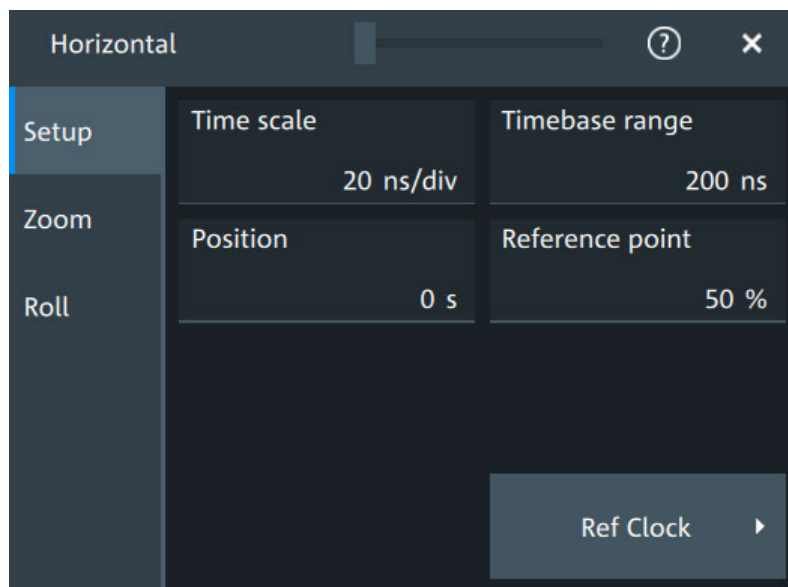 Horizontal
Setup
Time scale
20 ns/div
Timebase range
200 ns
Zoom
Position
0 s
Reference point
50 %
Roll
Ref Clock